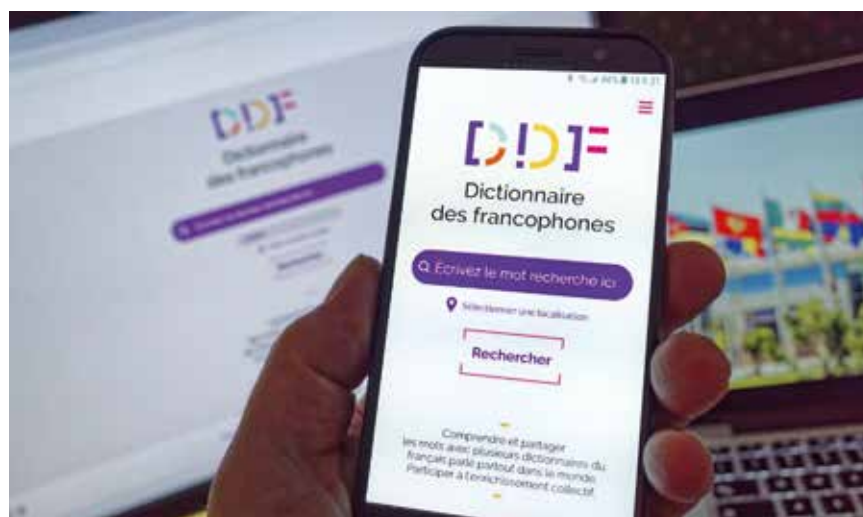 DDF
Dictionnaire
des francophones
DDF
Dictionnaire
des francophones
Écrivez le mot recherché ici
Sélectionner une localisation
Rechercher
Comprendre et partager
les mots avec plusieurs dictionnaires du
français parlé partout dans le monde
Participer à l'enrichissement collectif